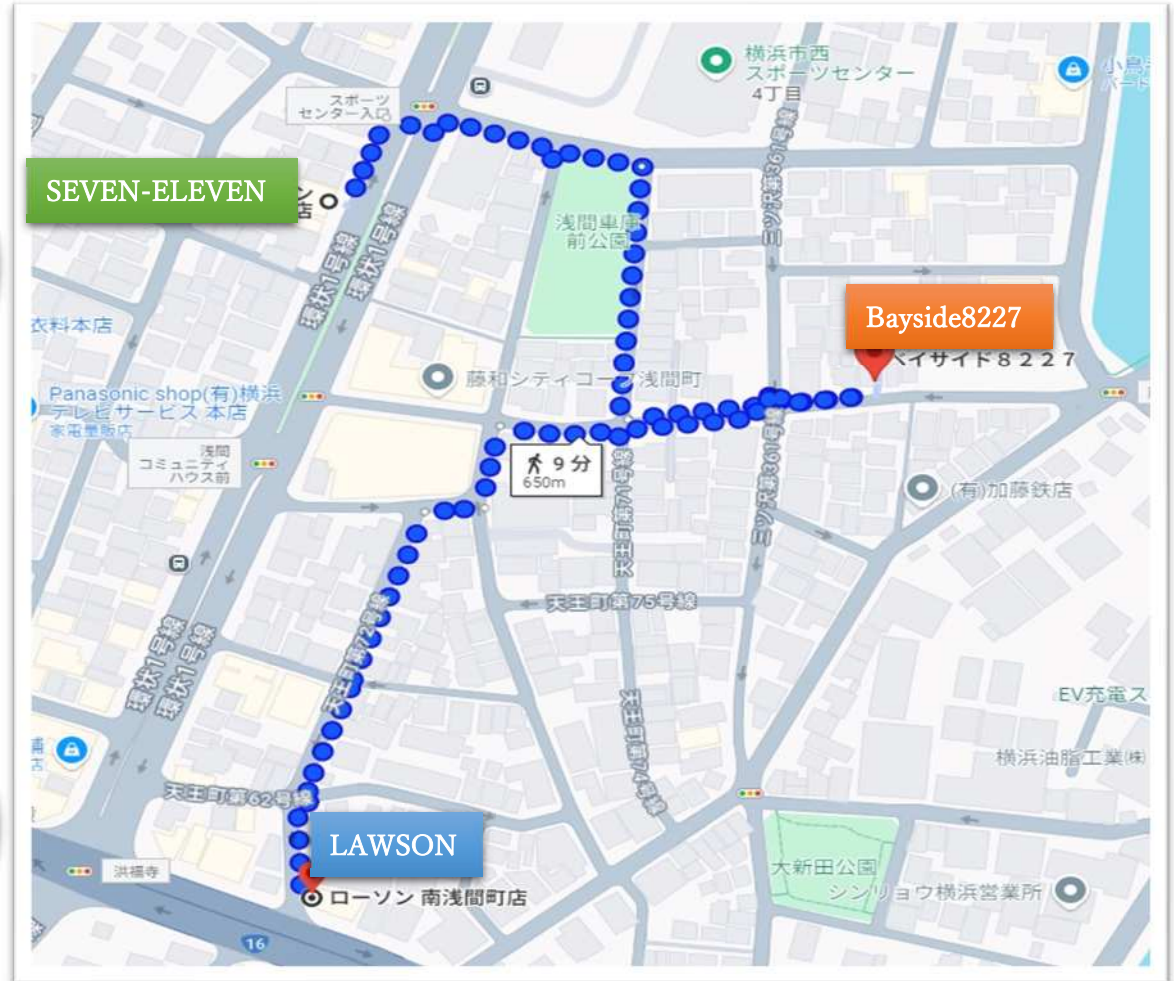 横浜市西
スポーツセンター
4丁目
スポーツ
センター入口
SEVEN-ELEVEN
浅間車庫
前公園
三ツ沢第361号線
環状1号線
環状1号線
Bayside8227
ベイサイド8227
衣料本店
藤和シティコープ浅間町
Panasonic shop(有)横浜
テレビサービス 本店
家電量販店
浅間
コミュニティ
ハウス前
9 分
650m
天王町第71号線
三ツ沢第361号線
(有)加藤鉄店
天王町第75号線
天王町第72号線
環状1号線
環状1号線
EV充電ス
横浜油脂工業㈱
天王町第62号線
LAWSON
洪福寺
ローソン 南浅間町店
大新田公園
シンリョウ横浜営業所
16